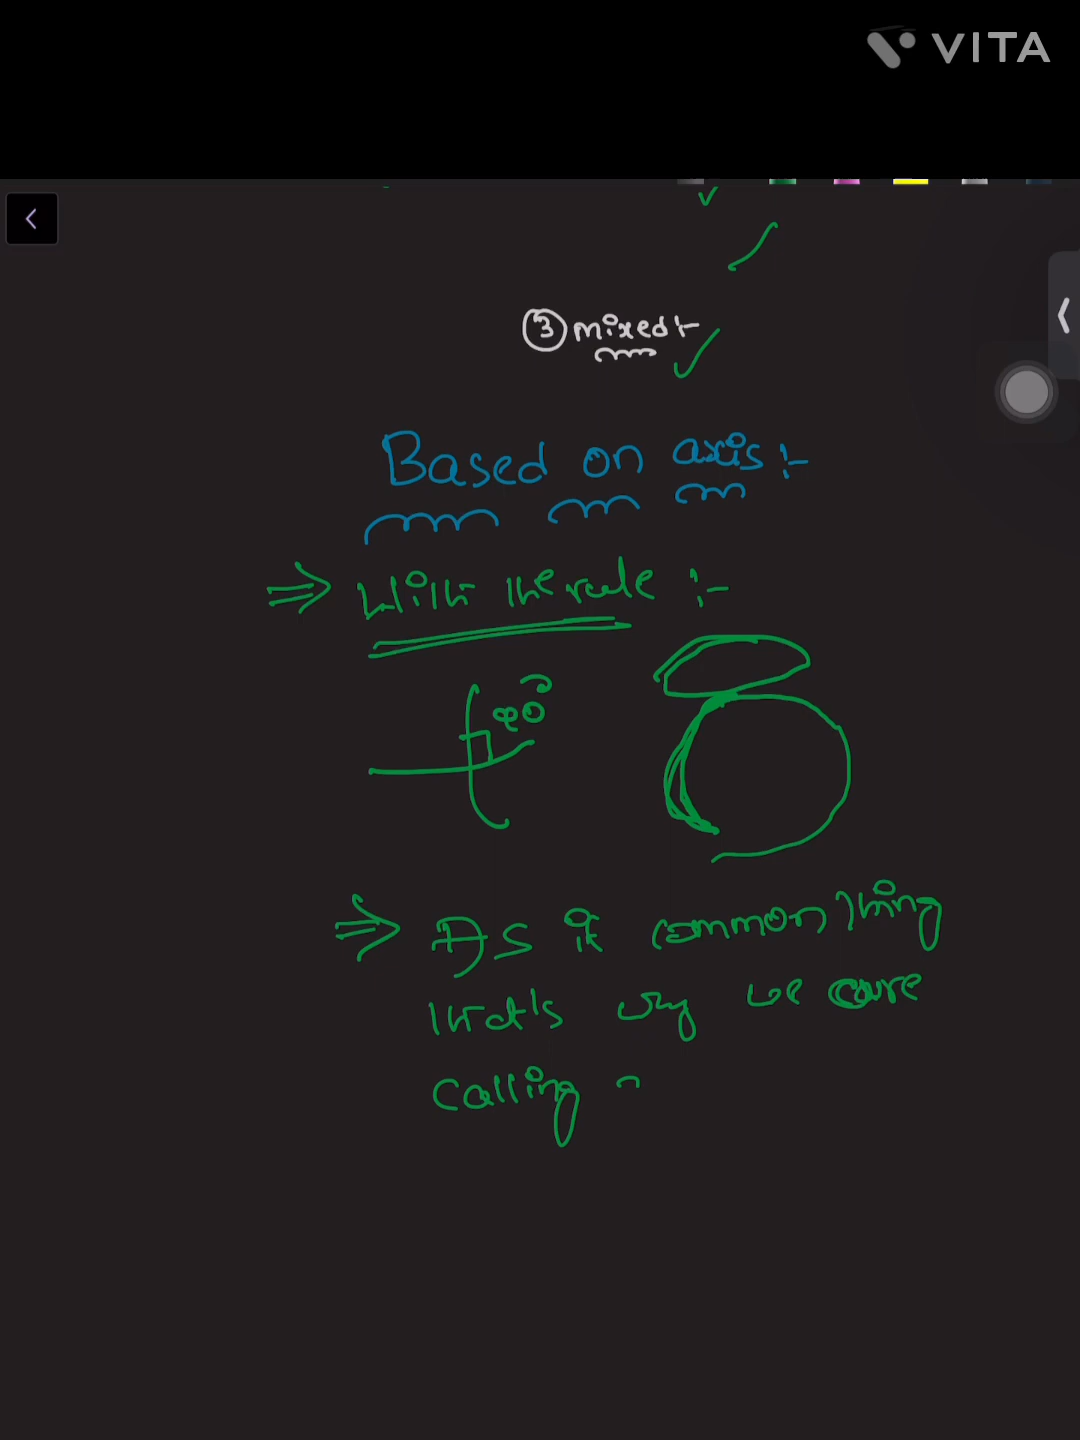 VITA
③ mixed :-
Based on axis :-
⇒ With the rule :-
90°
⇒ As it common thing
that's why we are
calling